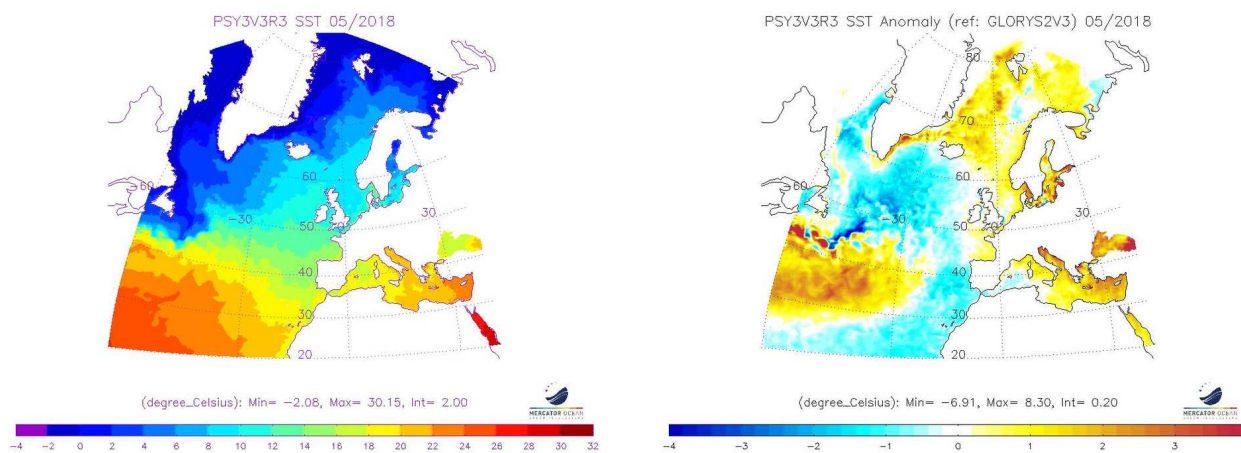 PSY3V3R3 SST 05/2018
80
-60
60
-30
50
30
40
30
20
(degree_Celsius): Min= -2.08, Max= 30.15, Int= 2.00
MERCATOR OCEAN
-4 -2 0 2 4 6 8 10 12 14 16 18 20 22 24 26 28 30 32
PSY3V3R3 SST Anomaly (ref: GLORYS2V3) 05/2018
80
70
-60
60
-30
50
30
40
30
20
(degree_Celsius): Min= -6.91, Max= 8.30, Int= 0.20
MERCATOR OCEAN
-4 -3 -2 -1 0 1 2 3